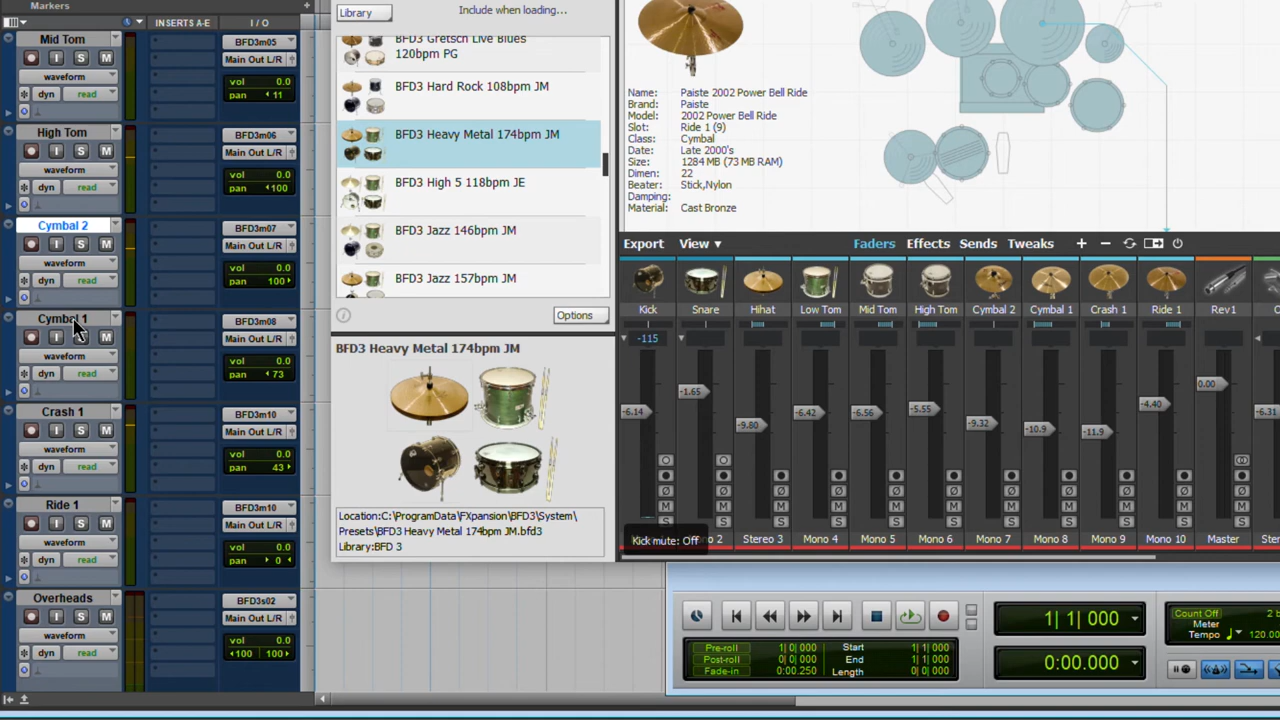 Markers
INSERTS A-E
I / O
Mid Tom
I S M
waveform
dyn read
BFD3m05
Main Out L/R
vol 0.0
pan 11
High Tom
I S M
waveform
dyn read
BFD3m06
Main Out L/R
vol 0.0
pan 100
Cymbal 2
I S M
waveform
dyn read
BFD3m07
Main Out L/R
vol 0.0
pan 100
Cymbal 1
I M
waveform
dyn read
BFD3m08
Main Out L/R
vol 0.0
pan 73
Crash 1
I S M
waveform
dyn read
BFD3m10
Main Out L/R
vol 0.0
pan 43
Ride 1
I S M
waveform
dyn read
BFD3m10
Main Out L/R
vol 0.0
pan 0
Overheads
I S M
waveform
dyn read
BFD3s02
Main Out L/R
vol 0.0
100 100
Library
Include when loading...
BFD3 Gretsch Live Blues
120bpm PG
BFD3 Hard Rock 108bpm JM
BFD3 Heavy Metal 174bpm JM
BFD3 High 5 118bpm JE
BFD3 Jazz 146bpm JM
BFD3 Jazz 157bpm JM
Options
BFD3 Heavy Metal 174bpm JM
Location:C:\ProgramData\FXpansion\BFD3\System\
Presets\BFD3 Heavy Metal 174bpm JM.bfd3
Library:BFD 3
Name: Paiste 2002 Power Bell Ride
Brand: Paiste
Model: 2002 Power Bell Ride
Slot: Ride 1 (9)
Class: Cymbal
Date: Late 2000's
Size: 1284 MB (73 MB RAM)
Dimen: 22
Beater: Stick,Nylon
Damping:
Material: Cast Bronze
Export View Faders Effects Sends Tweaks
Kick Snare Hihat Low Tom Mid Tom High Tom Cymbal 2 Cymbal 1 Crash 1 Ride 1 Rev1
-115
-6.14 -1.65 -9.80 -6.42 -6.56 -5.55 -9.32 -10.9 -11.9 -4.40 0.00 -6.31
M M M M M M M M M M M
S S S S S S S S S S S
Kick mute: Off
Stereo 3 Mono 4 Mono 5 Mono 6 Mono 7 Mono 8 Mono 9 Mono 10 Master
Pre-roll 1| 0| 000
Post-roll 0| 0| 000
Fade-in 0:00.250
Start 1| 1| 000
End 1| 1| 000
Length 0| 0| 000
1| 1| 000
0:00.000
Count Off
Meter
Tempo 120.00